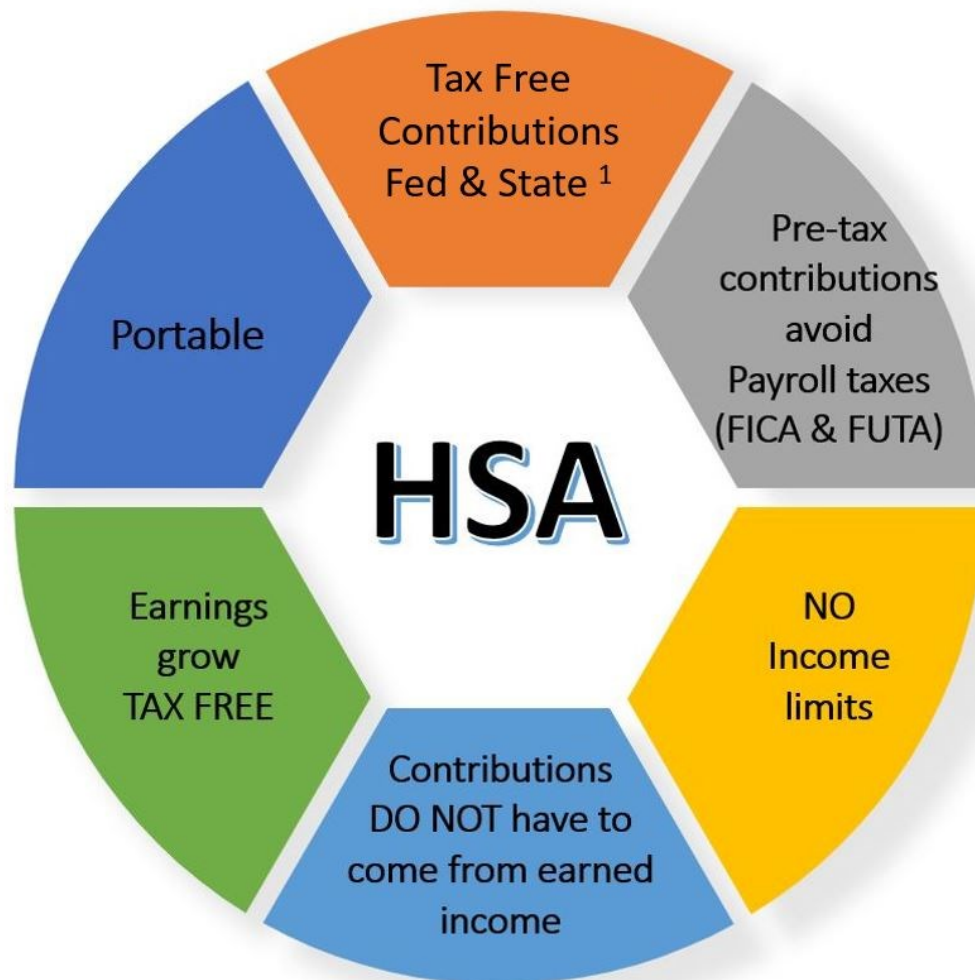 Tax Free
Contributions
Fed & State ¹
Pre-tax
contributions
avoid
Payroll taxes
(FICA & FUTA)
Portable
HSA
Earnings
grow
TAX FREE
NO
Income
limits
Contributions
DO NOT have to
come from earned
income